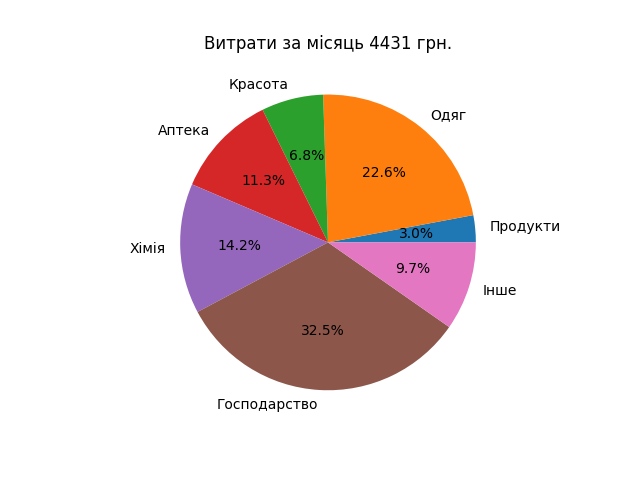 Витрати за місяць 4431 грн.
Красота
Одяг
Аптека
6.8%
22.6%
11.3%
Продукти
3.0%
Хімія
14.2%
9.7%
Інше
32.5%
Господарство